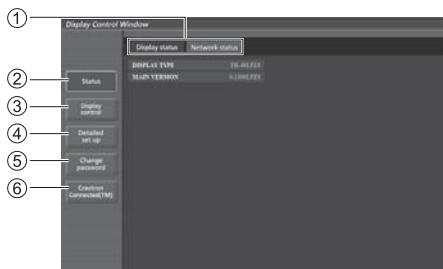 ①
Display Control Window
Display status Network status
DISPLAY TYPE
MAIN VERSION
② Status
③ Display control
④ Detailed set up
⑤ Change password
⑥ Crestron Connected(TM)